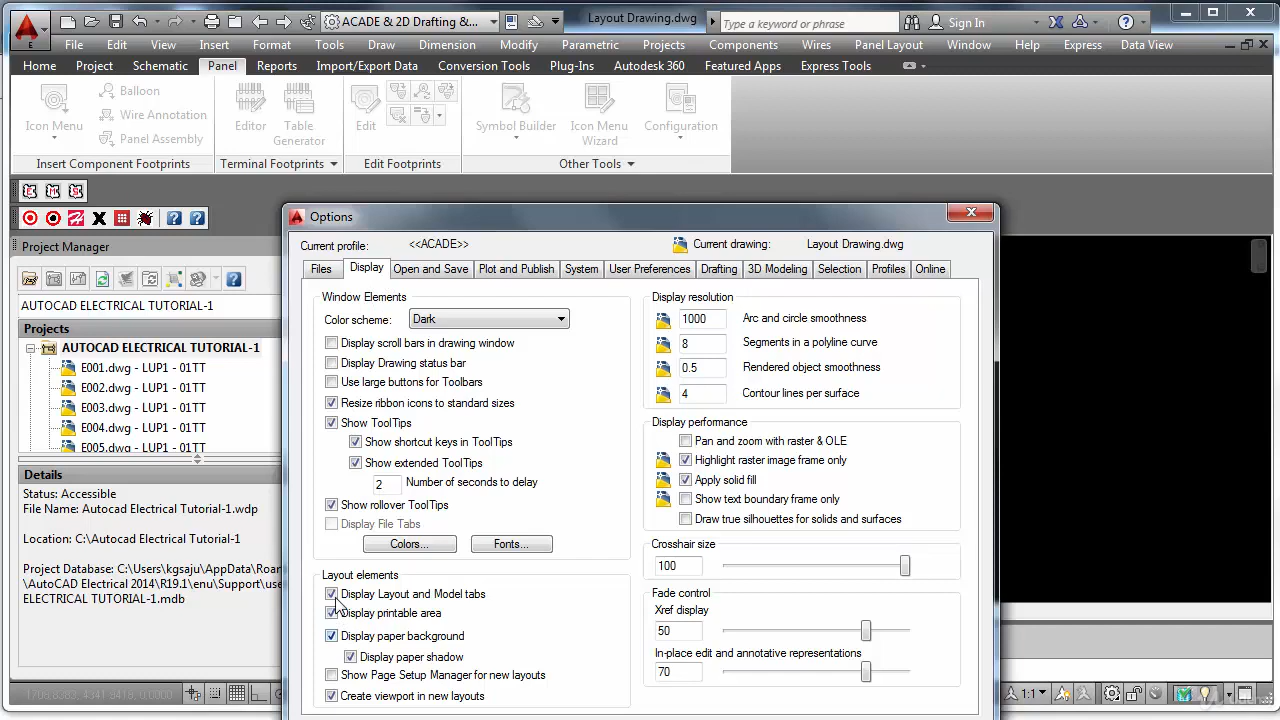 ACADE & 2D Drafting &...
Layout Drawing.dwg
Type a keyword or phrase
Sign In
File Edit View Insert Format Tools Draw Dimension Modify Parametric Projects Components Wires Panel Layout Window Help Express Data View
Home Project Schematic Panel Reports Import/Export Data Conversion Tools Plug-Ins Autodesk 360 Featured Apps Express Tools
Icon Menu
Balloon
Wire Annotation
Panel Assembly
Editor
Table Generator
Edit
Symbol Builder
Icon Menu Wizard
Configuration
Insert Component Footprints
Terminal Footprints
Edit Footprints
Other Tools
Project Manager
AUTOCAD ELECTRICAL TUTORIAL-1
Projects
AUTOCAD ELECTRICAL TUTORIAL-1
E001.dwg - LUP1 - 01TT
E002.dwg - LUP1 - 01TT
E003.dwg - LUP1 - 01TT
E004.dwg - LUP1 - 01TT
E005.dwg - LUP1 - 01TT
Details
Status: Accessible
File Name: Autocad Electrical Tutorial-1.wdp
Location: C:\Autocad Electrical Tutorial-1
Project Database: C:\Users\kgsaju\AppData\Roar
\AutoCAD Electrical 2014\R19.1\enu\Support\use
ELECTRICAL TUTORIAL-1.mdb
Options
Current profile: <<ACADE>>
Current drawing: Layout Drawing.dwg
Files Display Open and Save Plot and Publish System User Preferences Drafting 3D Modeling Selection Profiles Online
Window Elements
Color scheme: Dark
Display scroll bars in drawing window
Display Drawing status bar
Use large buttons for Toolbars
Resize ribbon icons to standard sizes
Show ToolTips
Show shortcut keys in ToolTips
Show extended ToolTips
2 Number of seconds to delay
Show rollover ToolTips
Display File Tabs
Colors...
Fonts...
Layout elements
Display Layout and Model tabs
Display printable area
Display paper background
Display paper shadow
Show Page Setup Manager for new layouts
Create viewport in new layouts
Display resolution
1000 Arc and circle smoothness
8 Segments in a polyline curve
0.5 Rendered object smoothness
4 Contour lines per surface
Display performance
Pan and zoom with raster & OLE
Highlight raster image frame only
Apply solid fill
Show text boundary frame only
Draw true silhouettes for solids and surfaces
Crosshair size
100
Fade control
Xref display
50
In-place edit and annotative representations
70
1:1